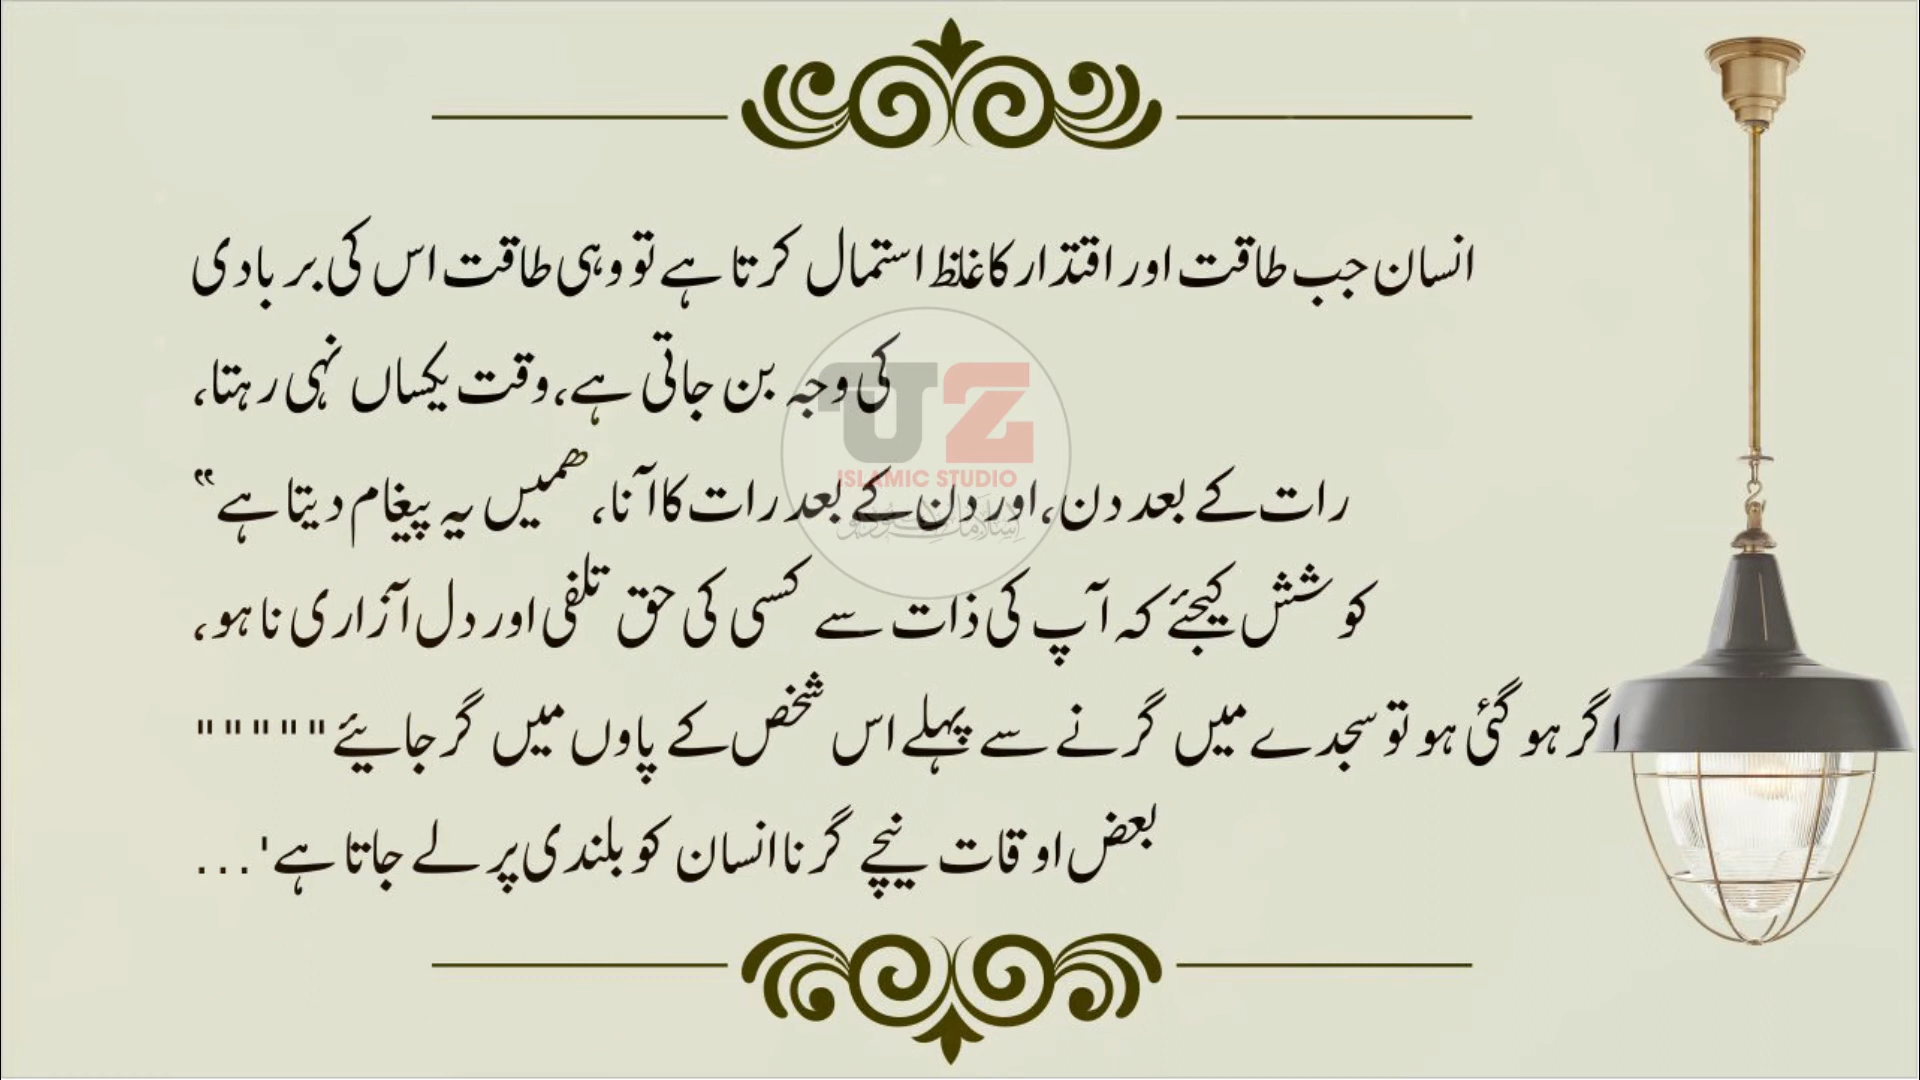 انسان جب طاقت اور اقتدار کا غلط استمال کرتا ہے تو وہی طاقت اس کی بربادی
کی وجہ بن جاتی ہے، وقت یکساں نہی رہتا،
UZ
ISLAMIC STUDIO
رات کے بعد دن، اور دن کے بعد رات کا آنا، ھمیں یہ پیغام دیتا ہے“
کوشش کیجئے کہ آپ کی ذات سے کسی کی حق تلفی اور دل آزاری نا ہو،
اگر ہو گئی ہو تو سجدے میں گرنے سے پہلے اس شخص کے پاوں میں گر جایئے"""""
بعض اوقات نیچے گرنا انسان کو بلندی پر لے جاتا ہے'...